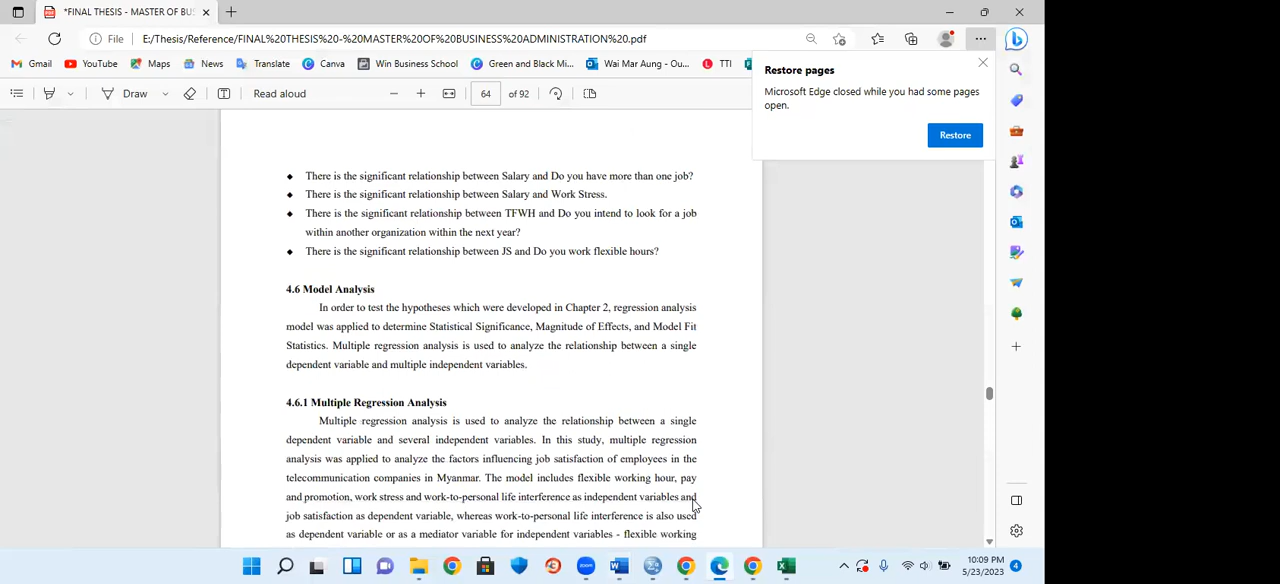 *FINAL THESIS - MASTER OF BUS
File
E:/Thesis/Reference/FINAL%20THESIS%20-%20MASTER%20OF%20BUSINESS%20ADMINISTRATION%20.pdf
Gmail
YouTube
Maps
News
Translate
Canva
Win Business School
Green and Black Mi...
Wai Mar Aung - Ou...
TTI
Draw
Read aloud
64
of 92
Restore pages
Microsoft Edge closed while you had some pages
open.
Restore
There is the significant relationship between Salary and Do you have more than one job?
There is the significant relationship between Salary and Work Stress.
There is the significant relationship between TFWH and Do you intend to look for a job
within another organization within the next year?
There is the significant relationship between JS and Do you work flexible hours?
4.6 Model Analysis
In order to test the hypotheses which were developed in Chapter 2, regression analysis
model was applied to determine Statistical Significance, Magnitude of Effects, and Model Fit
Statistics. Multiple regression analysis is used to analyze the relationship between a single
dependent variable and multiple independent variables.
4.6.1 Multiple Regression Analysis
Multiple regression analysis is used to analyze the relationship between a single
dependent variable and several independent variables. In this study, multiple regression
analysis was applied to analyze the factors influencing job satisfaction of employees in the
telecommunication companies in Myanmar. The model includes flexible working hour, pay
and promotion, work stress and work-to-personal life interference as independent variables and
job satisfaction as dependent variable, whereas work-to-personal life interference is also used
as dependent variable or as a mediator variable for independent variables - flexible working
10:09 PM
5/23/2023
4